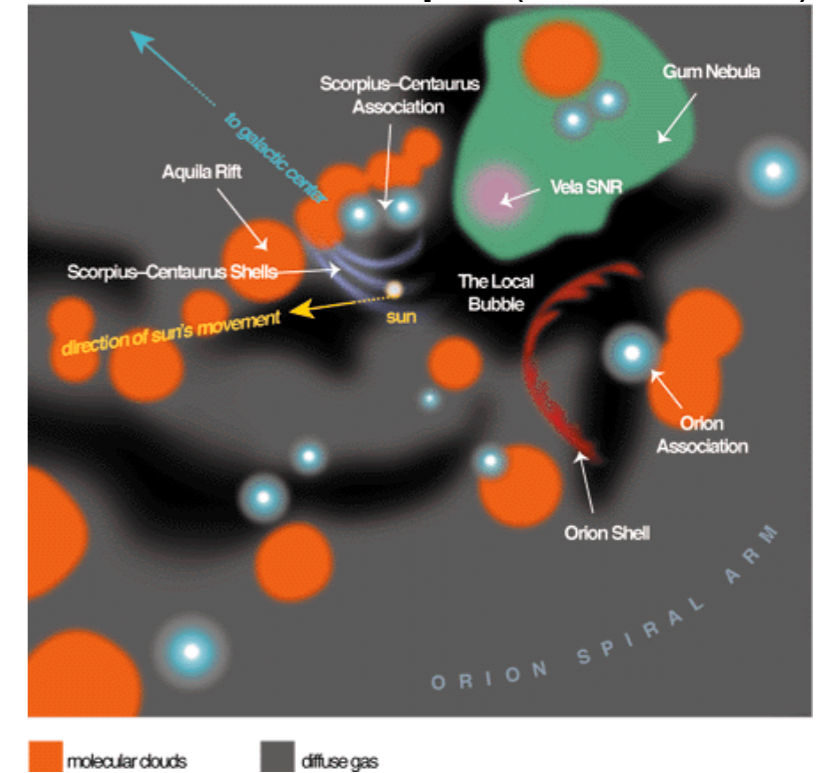 Scorpius–Centaurus
Association
Gum Nebula
to galactic center
Aquila Rift
Vela SNR
Scorpius–Centaurus Shells
The Local
Bubble
direction of sun's movement
sun
Orion
Association
Orion Shell
ORION SPIRAL ARM
molecular clouds
diffuse gas